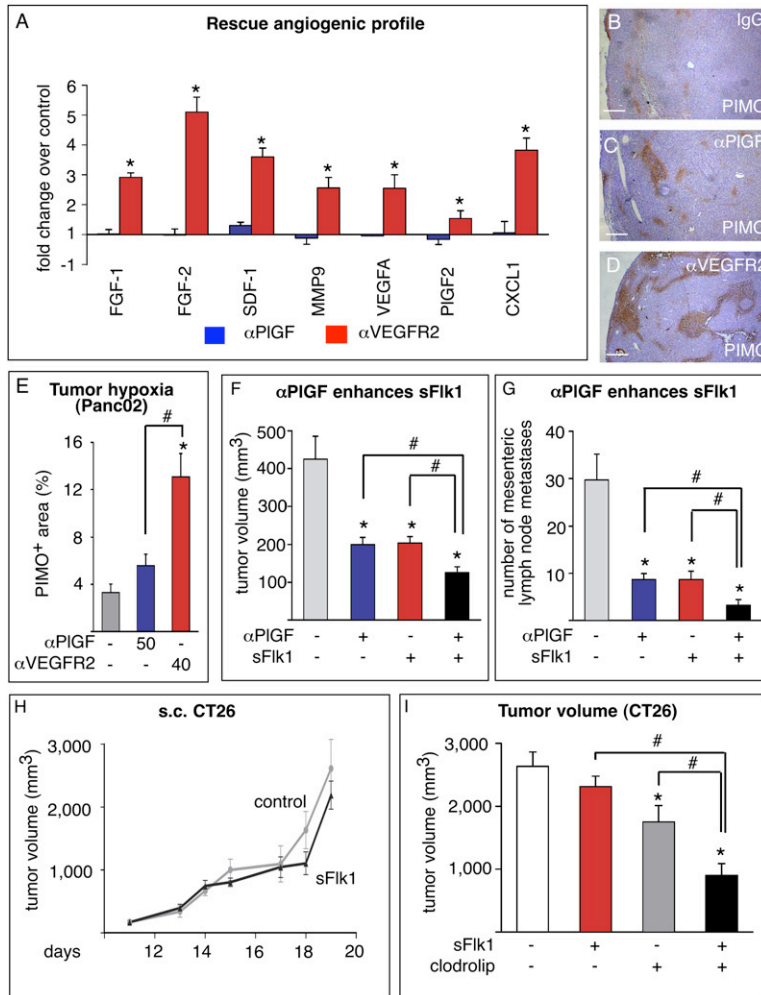 A
Rescue angiogenic profile
fold change over control
6
5
4
3
2
1
-1
* * * * * * *
FGF-1 FGF-2 SDF-1 MMP9 VEGFA PlGF2 CXCL1
αPlGF αVEGFR2
B IgG
PIMO
C αPlGF
PIMO
D αVEGFR2
PIMO
E Tumor hypoxia
(Panc02)
PIMO+ area (%)
16
12
8
4
#
*
αPlGF - 50 -
αVEGFR2 - - 40
F αPlGF enhances sFlk1
tumor volume (mm3)
500
400
300
200
100
#
#
* * *
αPlGF - + - +
sFlk1 - - + +
G αPlGF enhances sFlk1
number of mesenteric
lymph node metastases
40
30
20
10
#
#
* * *
αPlGF - + - +
sFlk1 - - + +
H s.c. CT26
tumor volume (mm3)
3,000
2,000
1,000
control
sFlk1
days 12 14 16 18 20
I Tumor volume (CT26)
tumor volume (mm3)
3,000
2,000
1,000
#
#
* *
sFlk1 - + - +
clodrolip - - + +